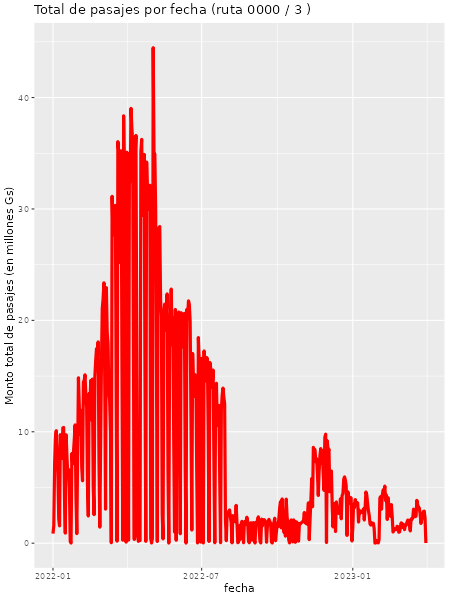 Total de pasajes por fecha (ruta 0000 / 3 )
Monto total de pasajes (en millones Gs)
40
30
20
10
0
2022-01
2022-07
2023-01
fecha